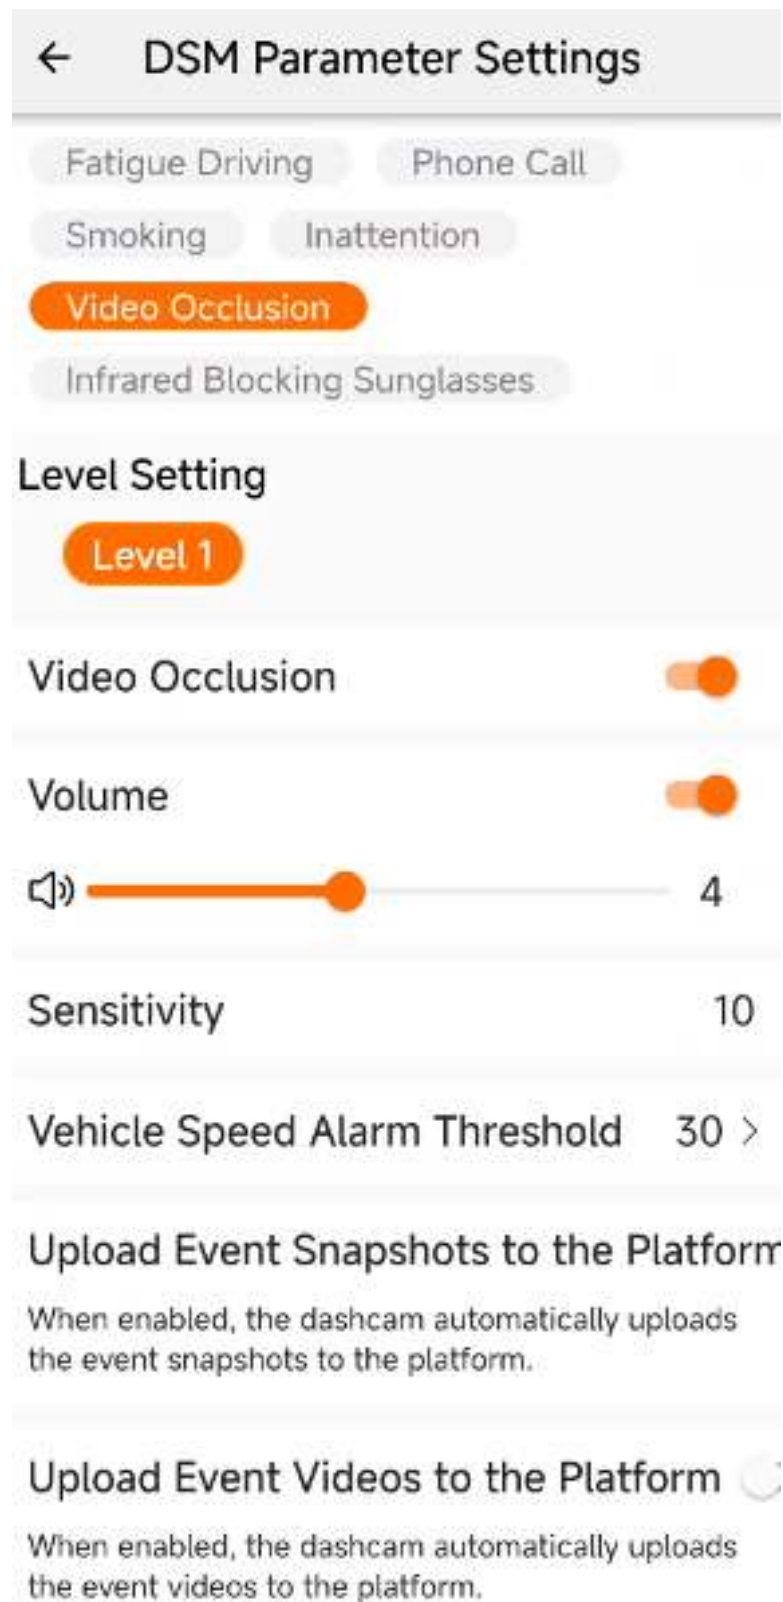 DSM Parameter Settings
Fatigue Driving Phone Call
Smoking Inattention
Video Occlusion
Infrared Blocking Sunglasses
Level Setting
Level 1
Video Occlusion
Volume
4
Sensitivity 10
Vehicle Speed Alarm Threshold 30 >
Upload Event Snapshots to the Platform
When enabled, the dashcam automatically uploads
the event snapshots to the platform.
Upload Event Videos to the Platform
When enabled, the dashcam automatically uploads
the event videos to the platform.